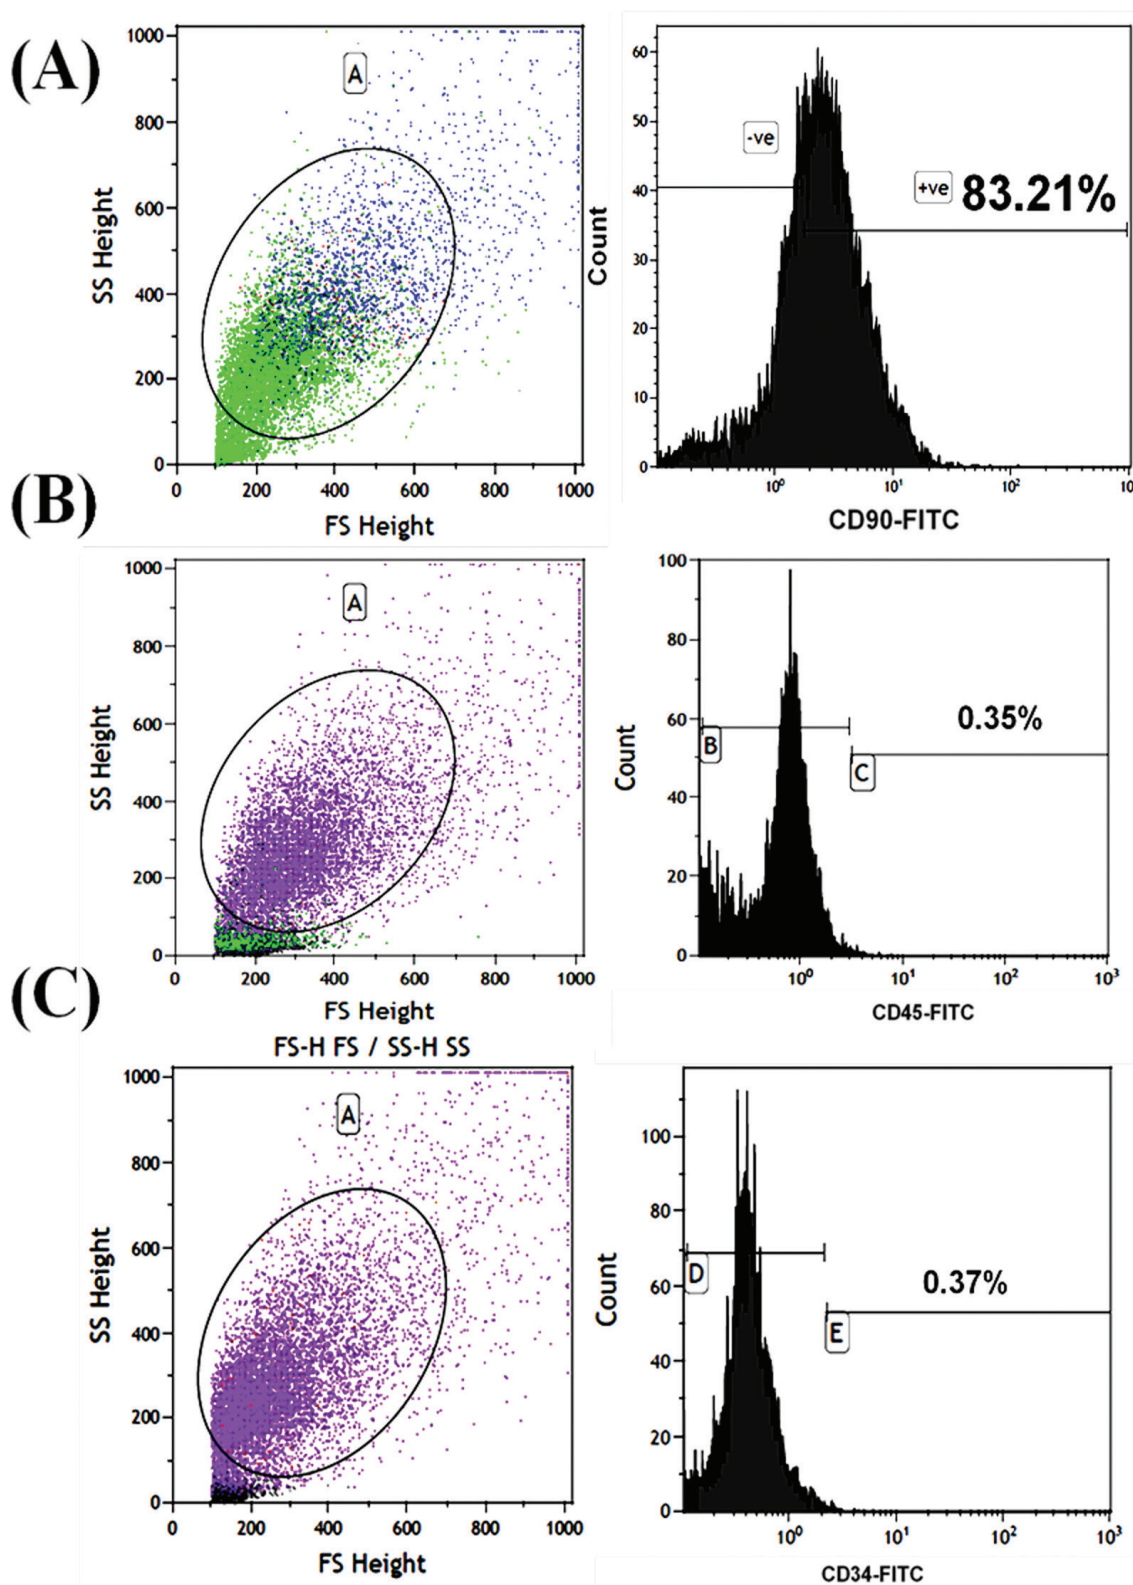 (A)
A
1000
800
600
400
200
0
SS Height
0 200 400 600 800 1000
FS Height
60
50
40
30
20
10
0
Count
-ve
+ve 83.21%
10⁰ 10¹ 10² 10
CD90-FITC
(B)
A
1000
800
600
400
200
0
SS Height
0 200 400 600 800 1000
FS Height
100
80
60
40
20
0
Count
B
C
0.35%
10⁰ 10¹ 10² 10³
CD45-FITC
(C)
FS-H FS / SS-H SS
A
1000
800
600
400
200
0
SS Height
0 200 400 600 800 1000
FS Height
100
80
60
40
20
0
Count
D
E
0.37%
10⁰ 10¹ 10² 10³
CD34-FITC